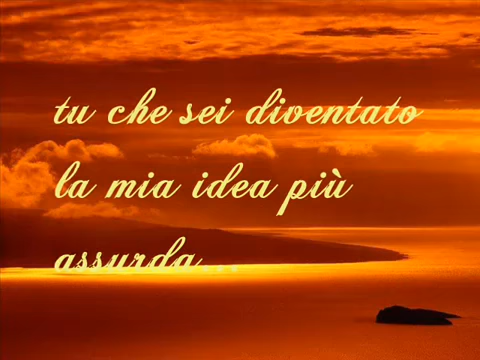 tu che sei diventato
la mia idea più
assurda...